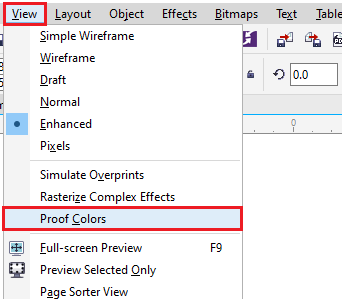 View Layout Object Effects Bitmaps Text Table
Simple Wireframe
Wireframe
Draft
Normal
Enhanced
Pixels
Simulate Overprints
Rasterize Complex Effects
Proof Colors
Full-screen Preview F9
Preview Selected Only
Page Sorter View
0.0
0